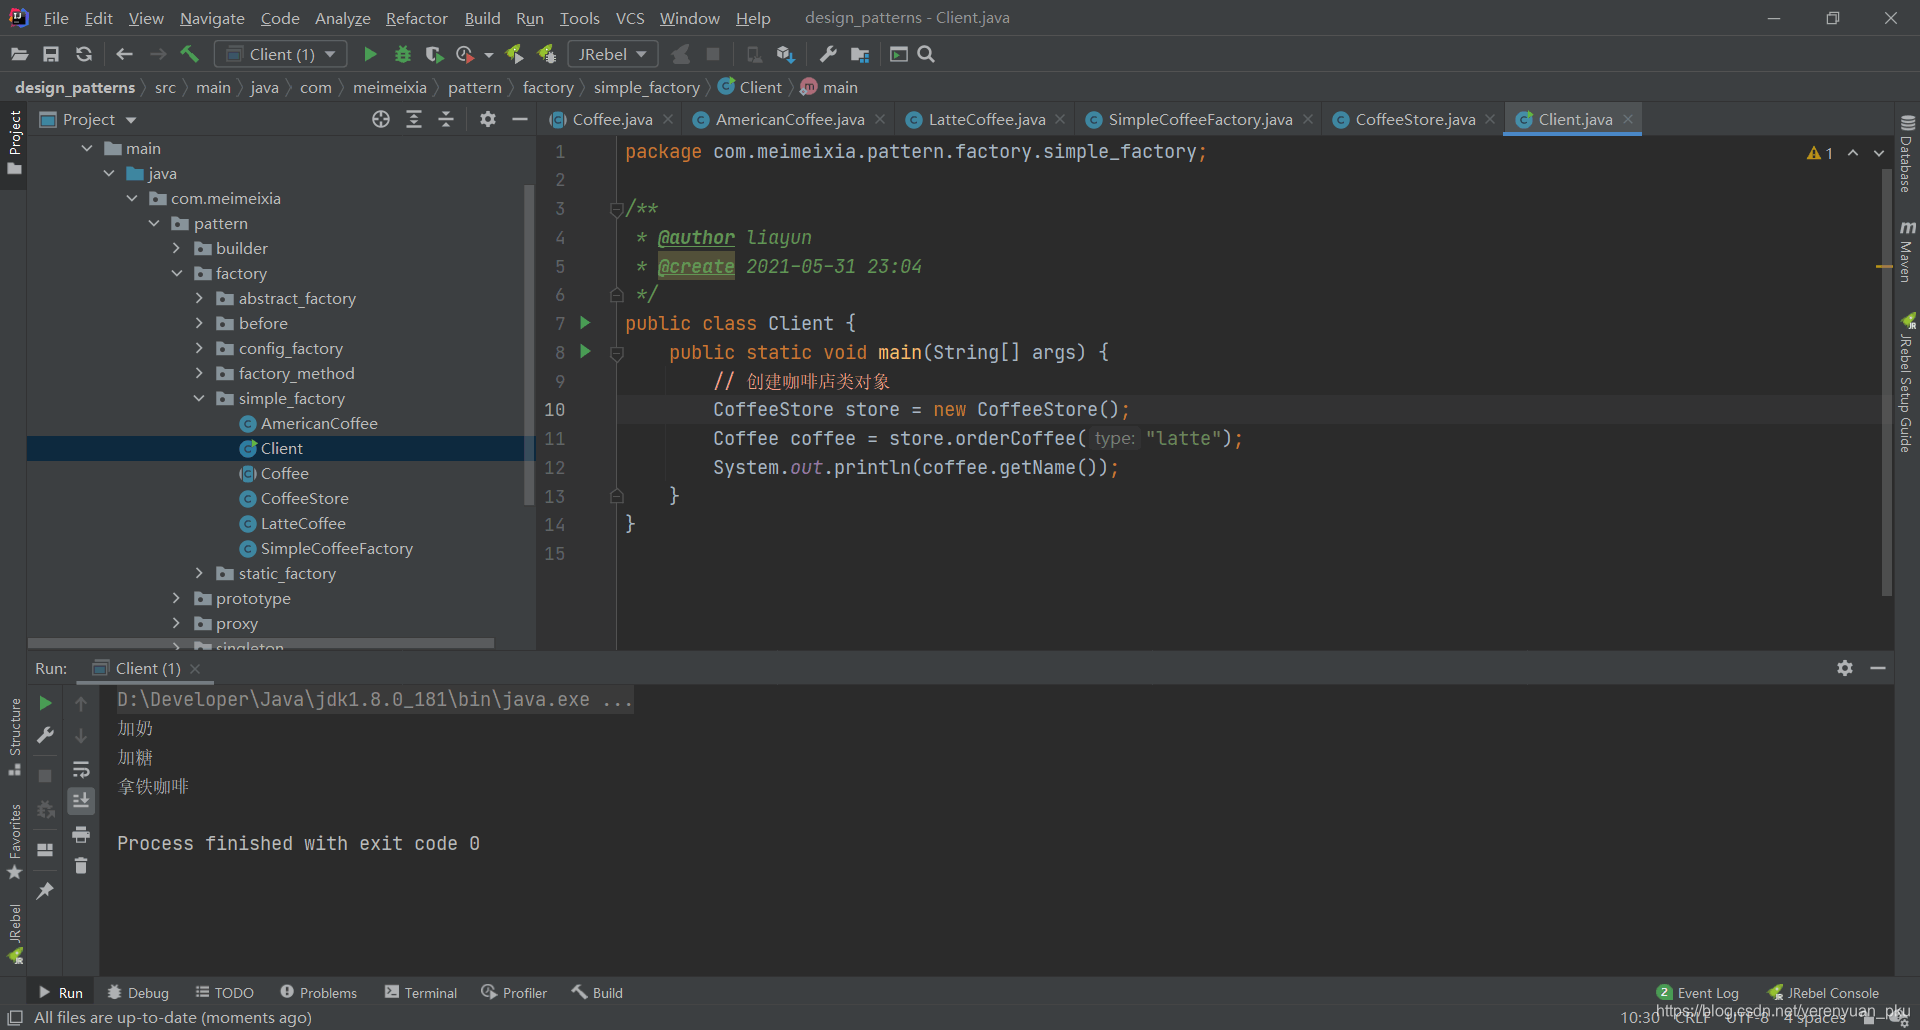 File Edit View Navigate Code Analyze Refactor Build Run Tools VCS Window Help design_patterns - Client.java
Client (1) JRebel
design_patterns src main java com meimeixia pattern factory simple_factory Client main
Project
Project
Coffee.java AmericanCoffee.java LatteCoffee.java SimpleCoffeeFactory.java CoffeeStore.java Client.java
main
java
com.meimeixia
pattern
builder
factory
abstract_factory
before
config_factory
factory_method
simple_factory
AmericanCoffee
Client
Coffee
CoffeeStore
LatteCoffee
SimpleCoffeeFactory
static_factory
prototype
proxy
singleton
1 package com.meimeixia.pattern.factory.simple_factory;
2
3 /**
4 * @author liayun
5 * @create 2021-05-31 23:04
6 */
7 public class Client {
8 public static void main(String[] args) {
9 // 创建咖啡店类对象
10 CoffeeStore store = new CoffeeStore();
11 Coffee coffee = store.orderCoffee( type: "latte");
12 System.out.println(coffee.getName());
13 }
14 }
15
1
Database
Maven
JRebel Setup Guide
Run: Client (1)
D:\Developer\Java\jdk1.8.0_181\bin\java.exe ...
加奶
加糖
拿铁咖啡
Process finished with exit code 0
Structure
Favorites
JRebel
Run Debug TODO Problems Terminal Profiler Build 2 Event Log JRebel Console
All files are up-to-date (moments ago) 10:30 CRLF UTF-8 4 spaces
https://blog.csdn.net/yerenyuan_pku